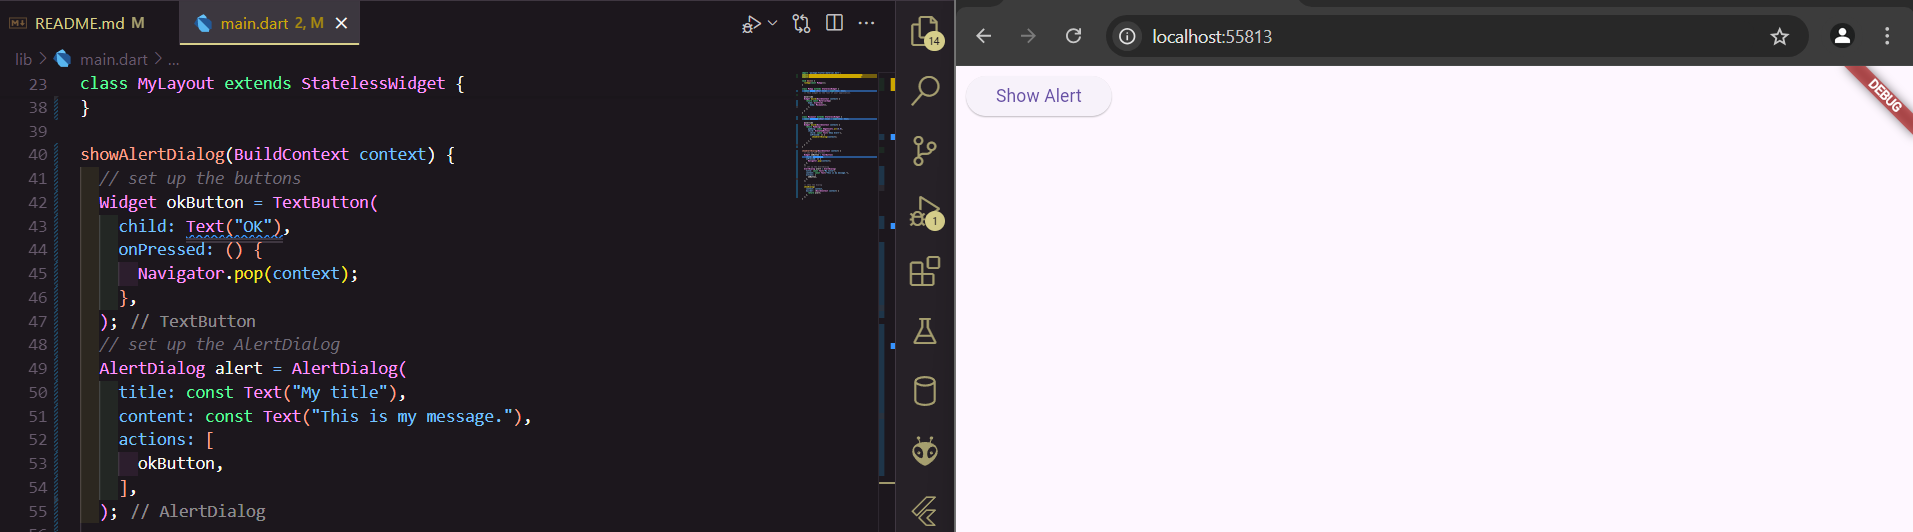 README.md M
main.dart 2, M
lib > main.dart > ...
23 class MyLayout extends StatelessWidget {
38 }
39
40 showAlertDialog(BuildContext context) {
41 // set up the buttons
42 Widget okButton = TextButton(
43 child: Text("OK"),
44 onPressed: () {
45 Navigator.pop(context);
46 },
47 ); // TextButton
48 // set up the AlertDialog
49 AlertDialog alert = AlertDialog(
50 title: const Text("My title"),
51 content: const Text("This is my message."),
52 actions: [
53 okButton,
54 ],
55 ); // AlertDialog
14
1
localhost:55813
Show Alert
DEBUG